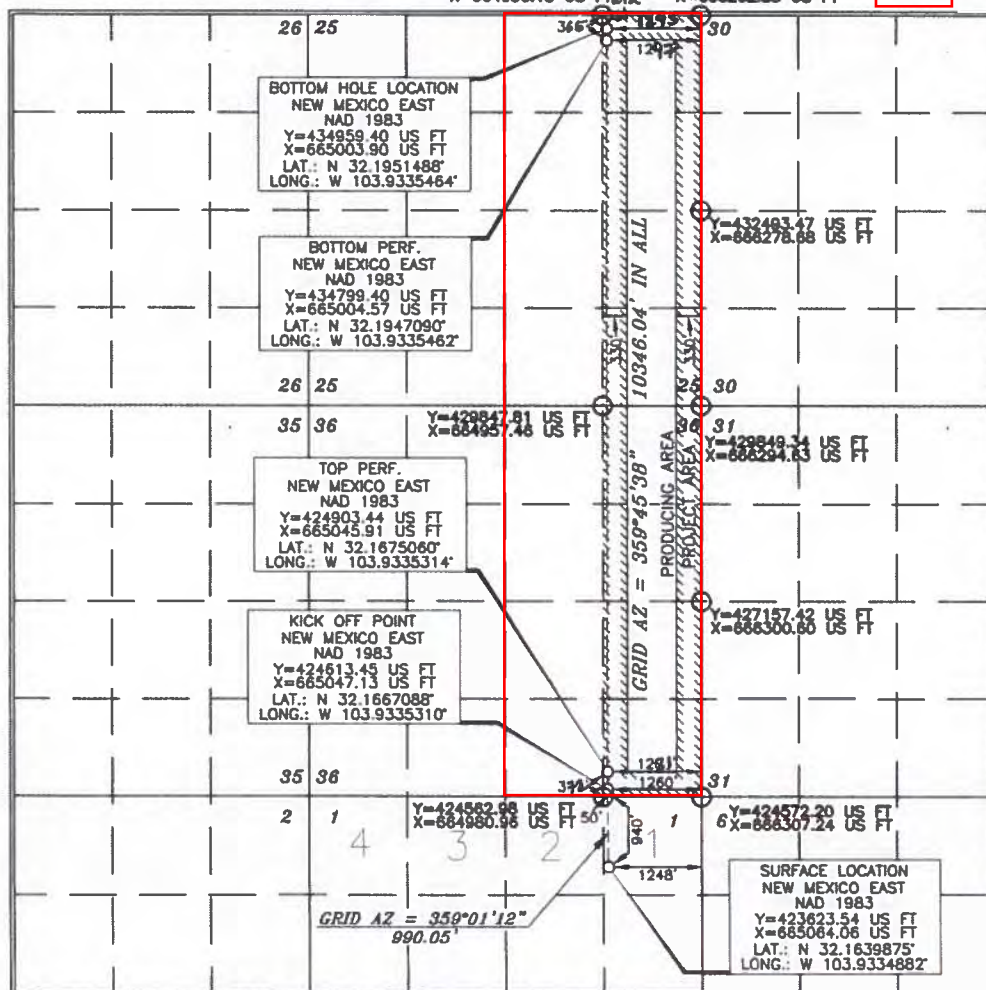 26 25
30
1292'
BOTTOM HOLE LOCATION
NEW MEXICO EAST
NAD 1983
Y=434959.40 US FT
X=665003.90 US FT
LAT.: N 32.1951488°
LONG.: W 103.9335464°
BOTTOM PERF.
NEW MEXICO EAST
NAD 1983
Y=434799.40 US FT
X=665004.57 US FT
LAT.: N 32.1947090°
LONG.: W 103.9335462°
Y=432493.47 US FT
X=666278.68 US FT
GRID AZ = 359°45'38" 10346.04' IN ALL
330'
330'
PRODUCING AREA
PROJECT AREA
26 25
35 36
25 30
36 31
Y=429847.81 US FT
X=664957.46 US FT
Y=429849.34 US FT
X=666294.63 US FT
TOP PERF.
NEW MEXICO EAST
NAD 1983
Y=424903.44 US FT
X=665045.91 US FT
LAT.: N 32.1675060°
LONG.: W 103.9335314°
Y=427157.42 US FT
X=666300.60 US FT
KICK OFF POINT
NEW MEXICO EAST
NAD 1983
Y=424613.45 US FT
X=665047.13 US FT
LAT.: N 32.1667088°
LONG.: W 103.9335310°
35 36
2 1
31
1 6
1260'
Y=424562.98 US FT
X=664980.96 US FT
50'
Y=424572.20 US FT
X=666307.24 US FT
4 3 2 1
940'
1248'
GRID AZ = 359°01'12"
990.05'
SURFACE LOCATION
NEW MEXICO EAST
NAD 1983
Y=423623.54 US FT
X=665064.06 US FT
LAT.: N 32.1639875°
LONG.: W 103.9334882°